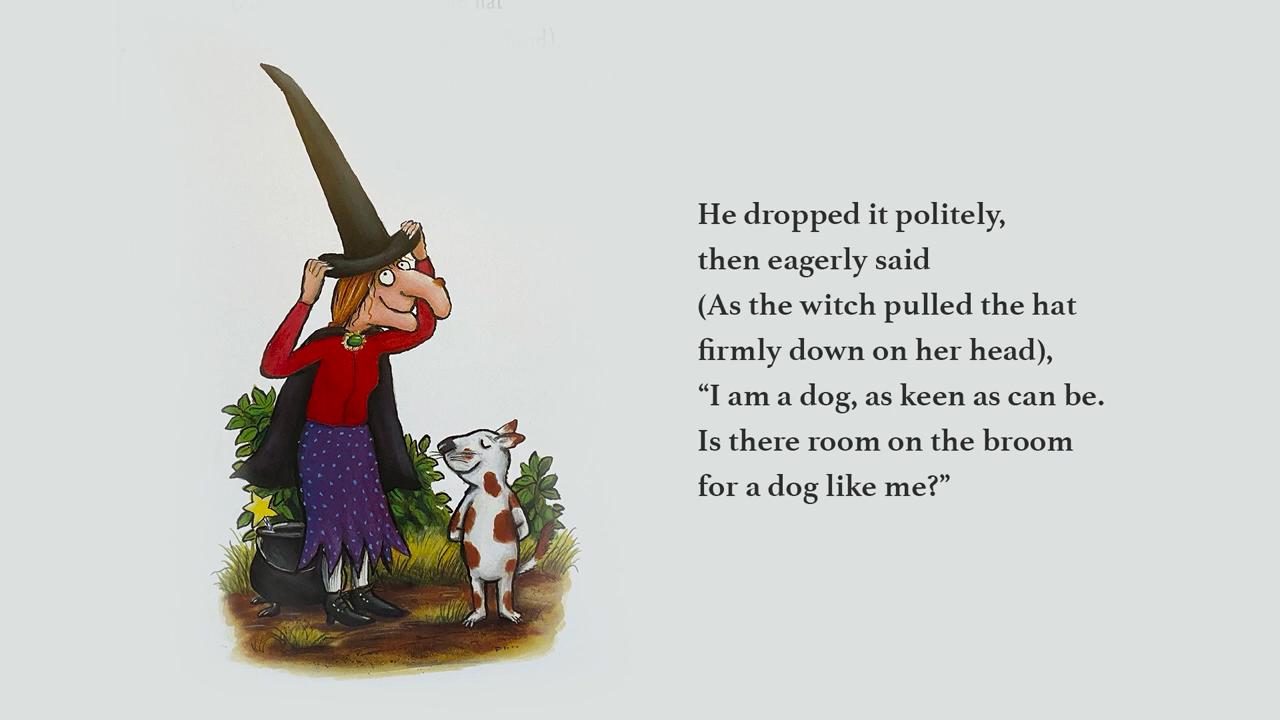 He dropped it politely,
then eagerly said
(As the witch pulled the hat
firmly down on her head),
“I am a dog, as keen as can be.
Is there room on the broom
for a dog like me?”